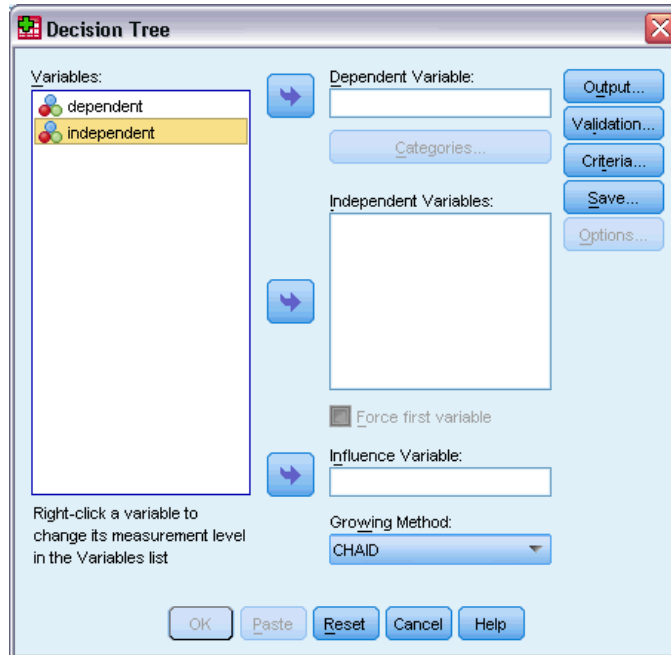 Decision Tree
Variables:
dependent
independent
Right-click a variable to
change its measurement level
in the Variables list
Dependent Variable:
Categories...
Independent Variables:
Force first variable
Influence Variable:
Growing Method:
CHAID
Output...
Validation...
Criteria...
Save...
Options...
OK
Paste
Reset
Cancel
Help